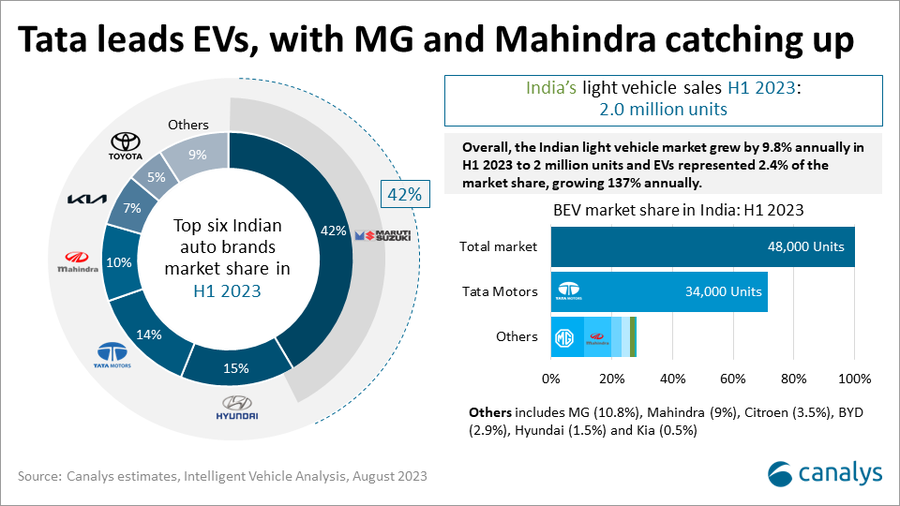 Tata leads EVs, with MG and Mahindra catching up
Others
TOYOTA
9%
5%
KIA
7%
mahindra
10%
TATA MOTORS
14%
HYUNDAI
15%
42%
MARUTI
SUZUKI
42%
Top six Indian
auto brands
market share in
H1 2023
India's light vehicle sales H1 2023:
2.0 million units
Overall, the Indian light vehicle market grew by 9.8% annually in
H1 2023 to 2 million units and EVs represented 2.4% of the
market share, growing 137% annually.
BEV market share in India: H1 2023
Total market
48,000 Units
Tata Motors
TATA MOTORS
34,000 Units
Others
MG
mahindra
0%
20%
40%
60%
80%
100%
Others includes MG (10.8%), Mahindra (9%), Citroen (3.5%), BYD
(2.9%), Hyundai (1.5%) and Kia (0.5%)
Source: Canalys estimates, Intelligent Vehicle Analysis, August 2023
canalys